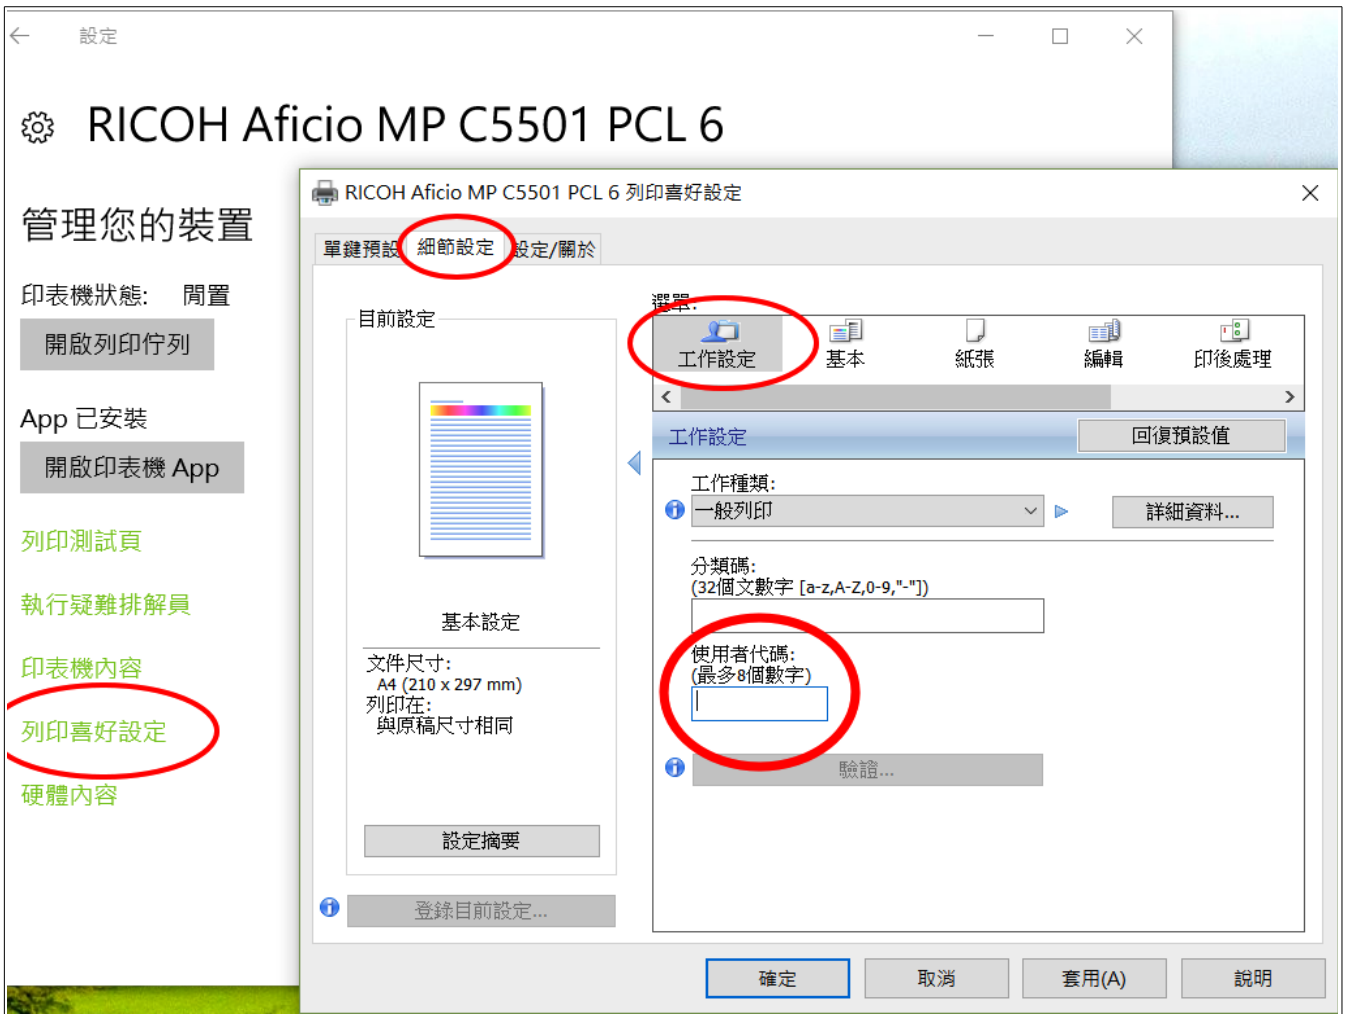 設定
RICOH Aficio MP C5501 PCL 6
管理您的裝置
印表機狀態: 閒置
開啟列印佇列
App 已安裝
開啟印表機 App
列印測試頁
執行疑難排解員
印表機內容
列印喜好設定
硬體內容
RICOH Aficio MP C5501 PCL 6 列印喜好設定
單鍵預設 細節設定 設定/關於
目前設定
基本設定
文件尺寸:
A4 (210 x 297 mm)
列印在:
與原稿尺寸相同
設定摘要
登錄目前設定...
選單:
工作設定 基本 紙張 編輯 印後處理
工作設定
回復預設值
工作種類:
一般列印
詳細資料...
分類碼:
(32個文數字 [a-z,A-Z,0-9,"-"])
使用者代碼:
(最多8個數字)
驗證...
確定 取消 套用(A) 說明